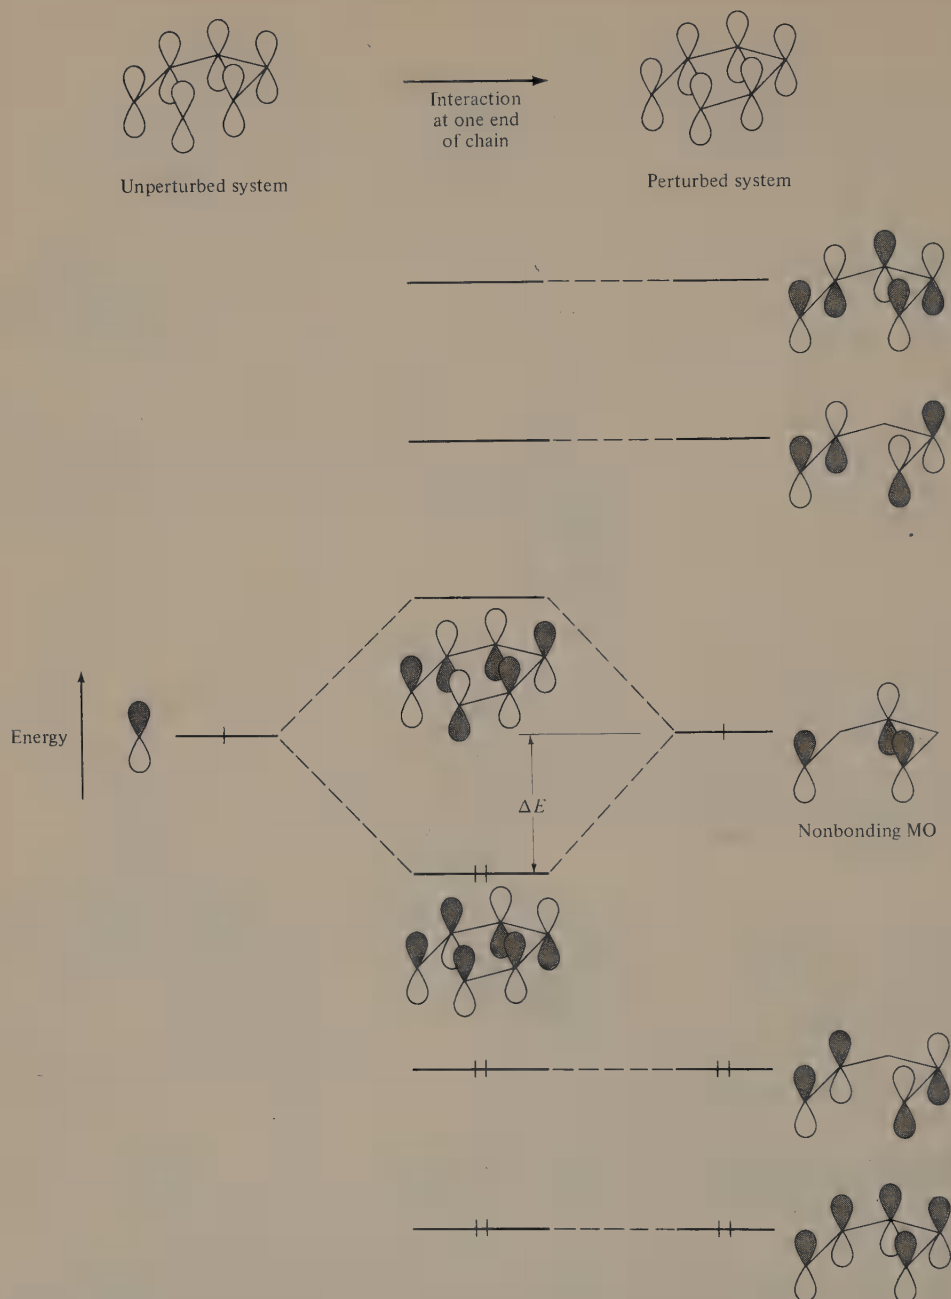 Interaction
at one end
of chain
Unperturbed system
Perturbed system
Energy
ΔE
Nonbonding MO